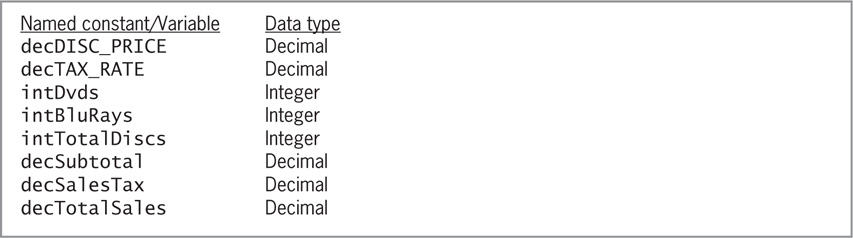 Named constant/Variable Data type
decDISC_PRICE Decimal
decTAX_RATE Decimal
intDvds Integer
intBluRays Integer
intTotalDiscs Integer
decSubtotal Decimal
decSalesTax Decimal
decTotalSales Decimal